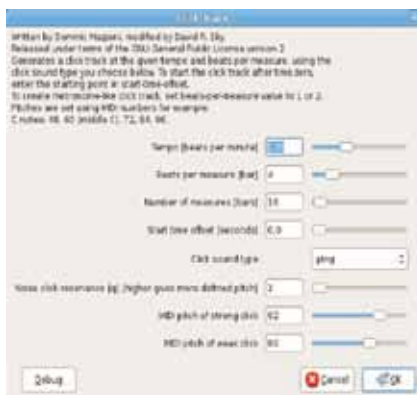 Written by Dominic Mazzoni, modified by David R. Sky
Released under terms of the GNU General Public License version 2
Generates a click track at the given tempo and beats per measure, using the
click sound type you choose below. To start the click track after time zero,
enter the starting point in start time offset.
To create metronome-like click track, set beats-per-measure value to 1 or 2.
Pitches are set using MIDI numbers for example:
C notes: 48, 60 (middle C), 72, 84, 96.
Tempo [beats per minute]
Beats per measure [bar] 4
Number of measures [bars] 16
Start time offset [seconds] 0.0
Click sound type ping
Noise click resonance [q] (higher gives more defined pitch) 1
MIDI pitch of strong click 92
MIDI pitch of weak click 80
Debug Cancel OK